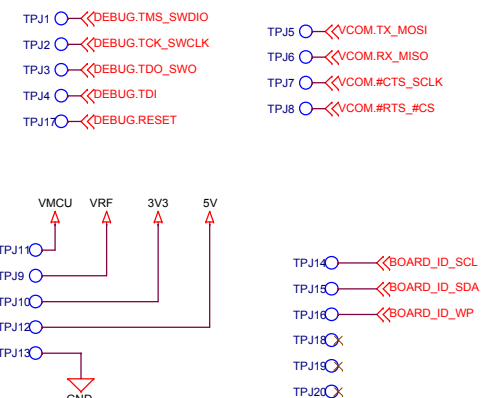 TPJ1 DEBUG.TMS_SWDIO
TPJ2 DEBUG.TCK_SWCLK
TPJ3 DEBUG.TDO_SWO
TPJ4 DEBUG.TDI
TPJ17 DEBUG.RESET
TPJ5 VCOM.TX_MOSI
TPJ6 VCOM.RX_MISO
TPJ7 VCOM.#CTS_SCLK
TPJ8 VCOM.#RTS_#CS
VMCU VRF 3V3 5V
TPJ11
TPJ9
TPJ10
TPJ12
TPJ13
GND
TPJ14 BOARD_ID_SCL
TPJ15 BOARD_ID_SDA
TPJ16 BOARD_ID_WP
TPJ18
TPJ19
TPJ20